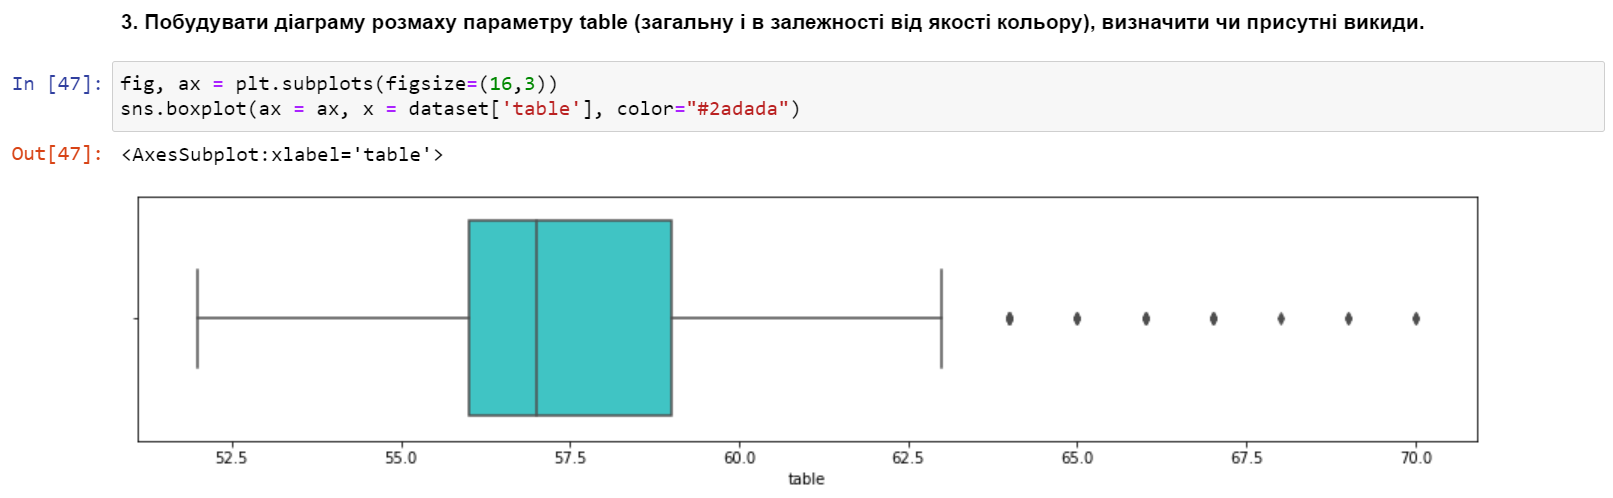 3. Побудувати діаграму розмаху параметру table (загальну і в залежності від якості кольору), визначити чи присутні викиди.
In [47]: fig, ax = plt.subplots(figsize=(16,3))
sns.boxplot(ax = ax, x = dataset['table'], color="#2adada")
Out[47]: <AxesSubplot:xlabel='table'>
52.5 55.0 57.5 60.0 62.5 65.0 67.5 70.0
table